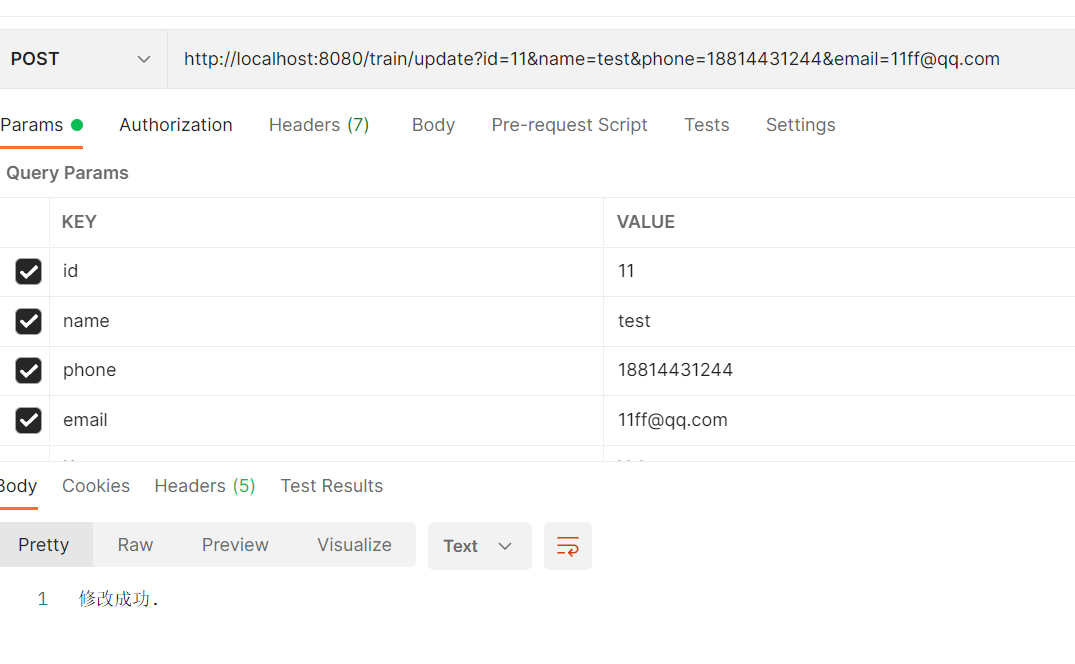 POST http://localhost:8080/train/update?id=11&name=test&phone=18814431244&email=11ff@qq.com
Params Authorization Headers (7) Body Pre-request Script Tests Settings
Query Params
KEY VALUE
id 11
name test
phone 18814431244
email 11ff@qq.com
Body Cookies Headers (5) Test Results
Pretty Raw Preview Visualize Text
1 修改成功.